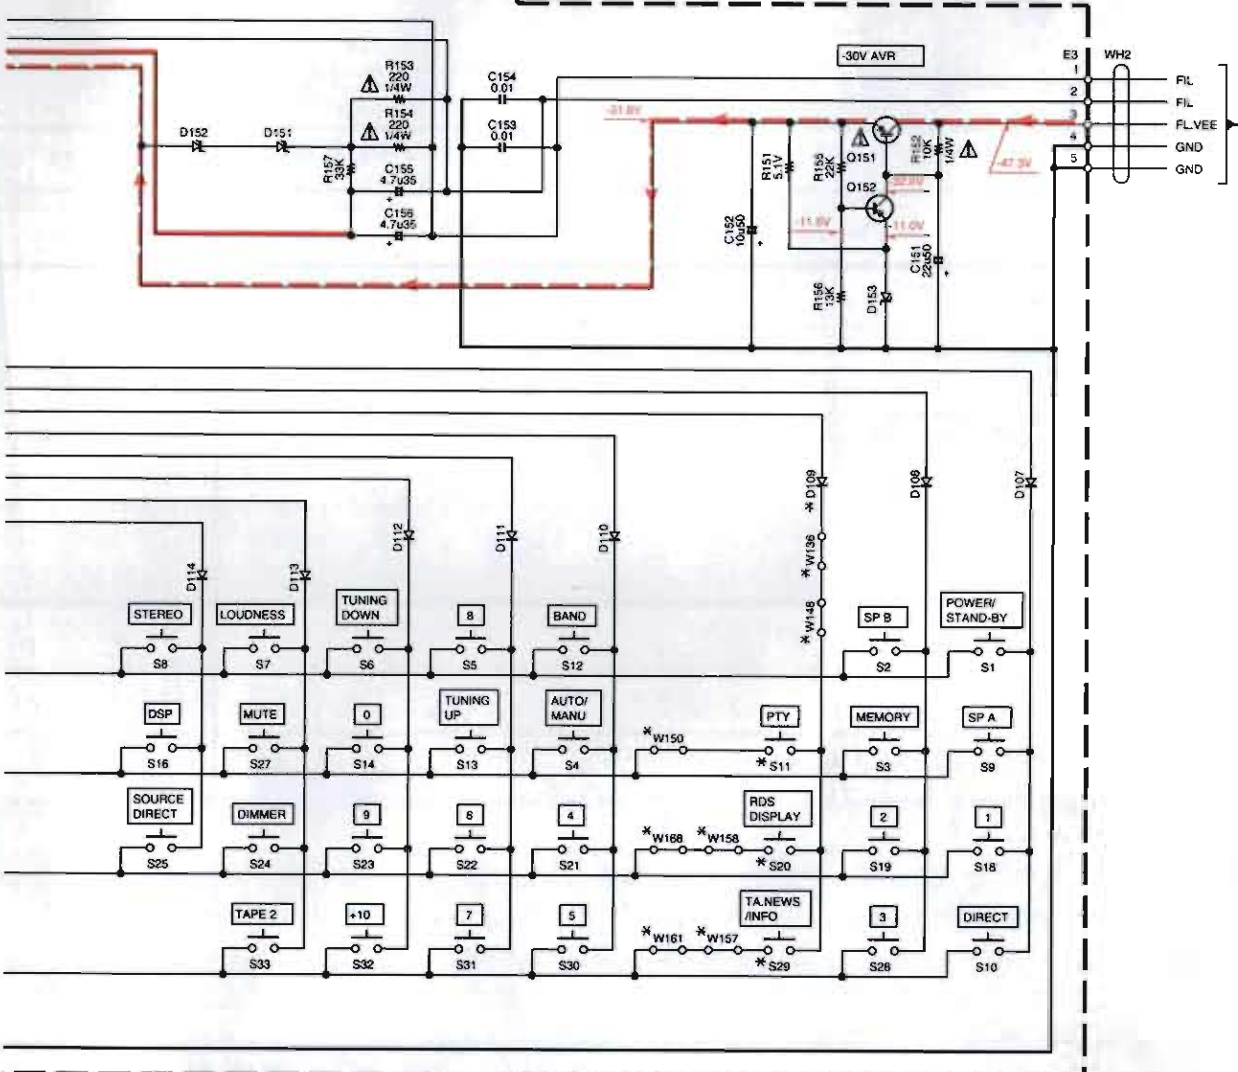 -30V AVR
E3 WH2
1 FIL
2 FIL
3 FL.VEE
4 GND
5 GND
R153
220
1/4W
R154
220
1/4W
C154
0.01
C153
0.01
D152
D151
R157
33K
C155
4.7u35
+
C156
4.7u35
+
-31.8V
R151
5.1V
R155
22K
Q151
R152
10K
1/4W
-47.5V
Q152
-11.6V
-11.0V
C152
10u50
+
C151
22u50
+
R156
13K
D153
* D109
D108
D107
D112
D111
D110
* W136
D114
D113
* W148
STEREO
LOUDNESS
TUNING
DOWN
8
BAND
SP B
POWER/
STAND-BY
S8
S7
S6
S5
S12
S2
S1
DSP
MUTE
0
TUNING
UP
AUTO/
MANU
* W150
PTY
MEMORY
SP A
S16
S27
S14
S13
S4
* S11
S3
S9
SOURCE
DIRECT
DIMMER
9
6
4
RDS
DISPLAY
2
1
* W168
* W158
S25
S24
S23
S22
S21
* S20
S19
S18
TAPE 2
+10
7
5
TA.NEWS
/INFO
3
DIRECT
* W161
* W157
S33
S32
S31
S30
* S29
S28
S10